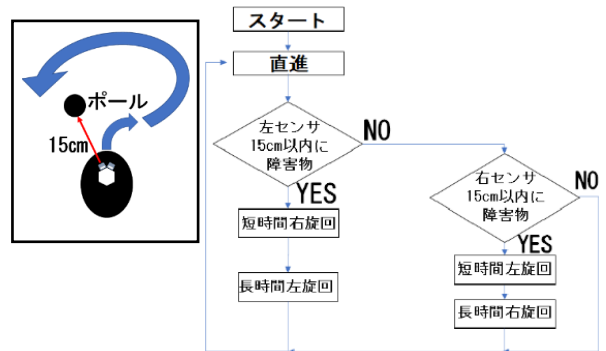 ポール
15cm
スタート
直進
左センサ
15cm以内に
障害物
NO
YES
短時間右旋回
長時間左旋回
右センサ
15cm以内に
障害物
NO
YES
短時間左旋回
長時間右旋回